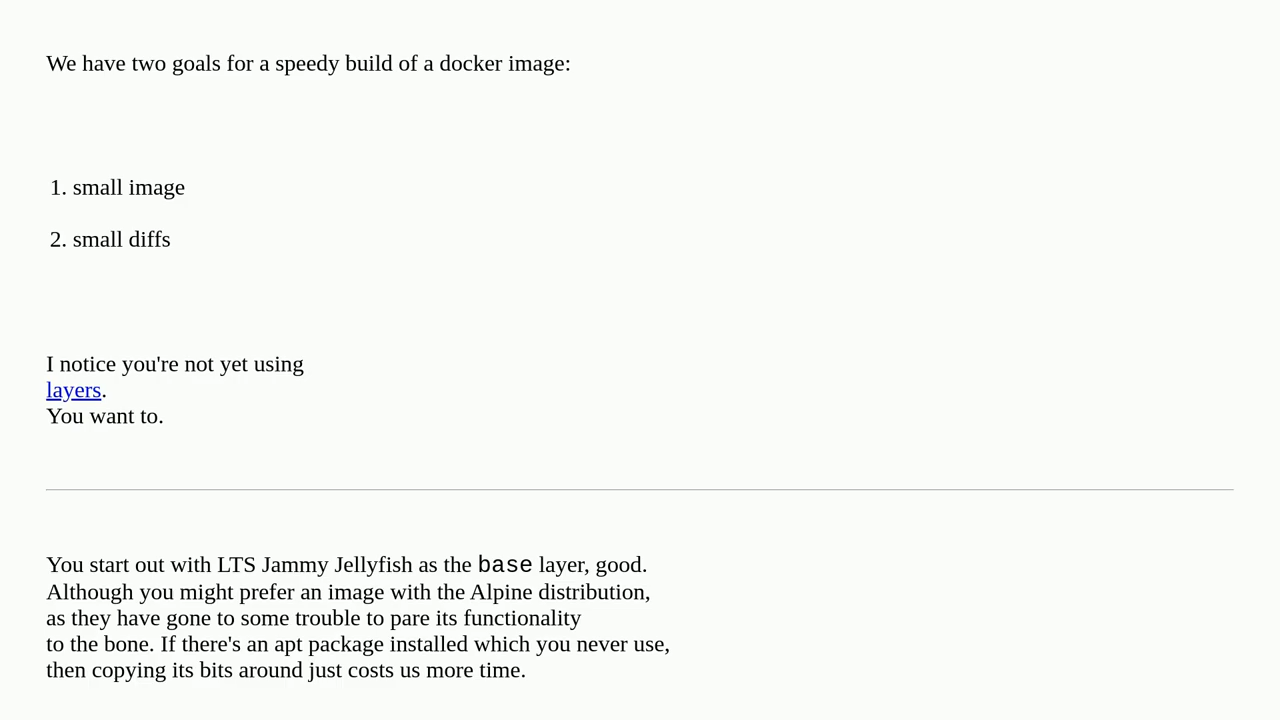 We have two goals for a speedy build of a docker image:
1. small image
2. small diffs
I notice you're not yet using
layers.
You want to.
You start out with LTS Jammy Jellyfish as the base layer, good.
Although you might prefer an image with the Alpine distribution,
as they have gone to some trouble to pare its functionality
to the bone. If there's an apt package installed which you never use,
then copying its bits around just costs us more time.